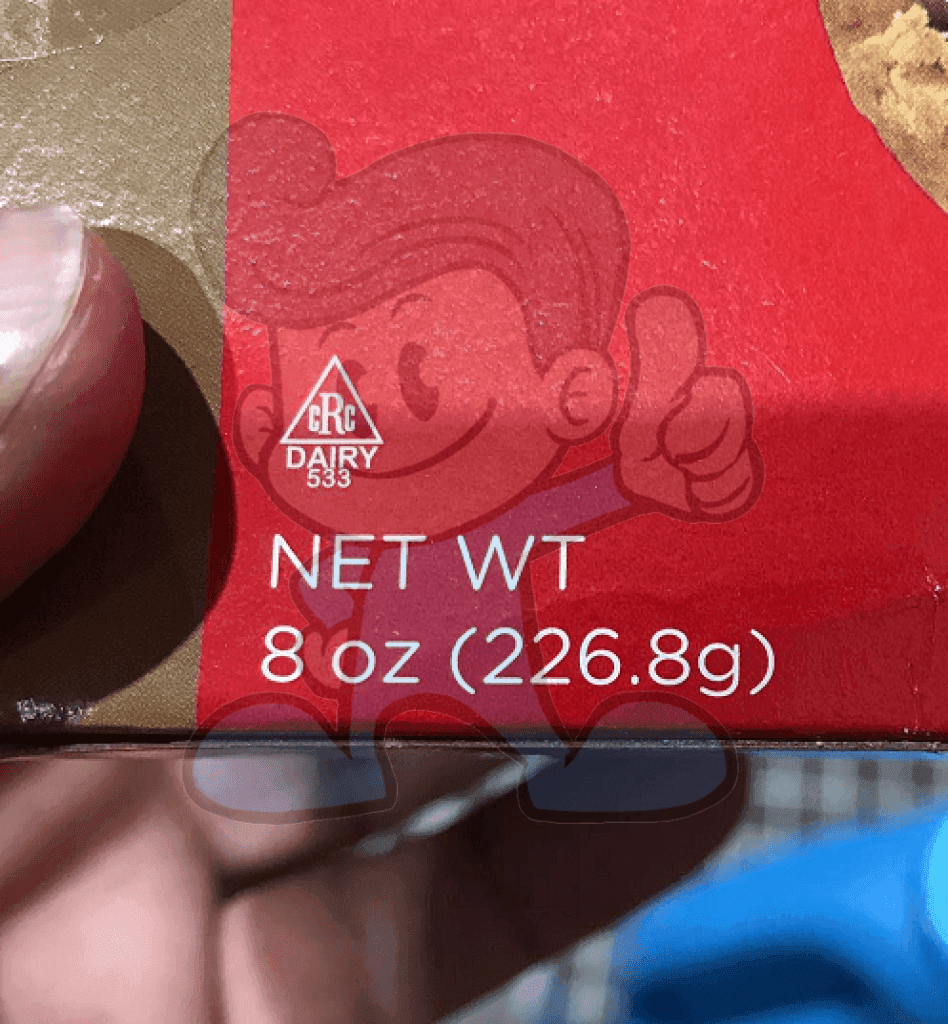 cRc
DAIRY
533
NET WT
8 oz (226.8g)